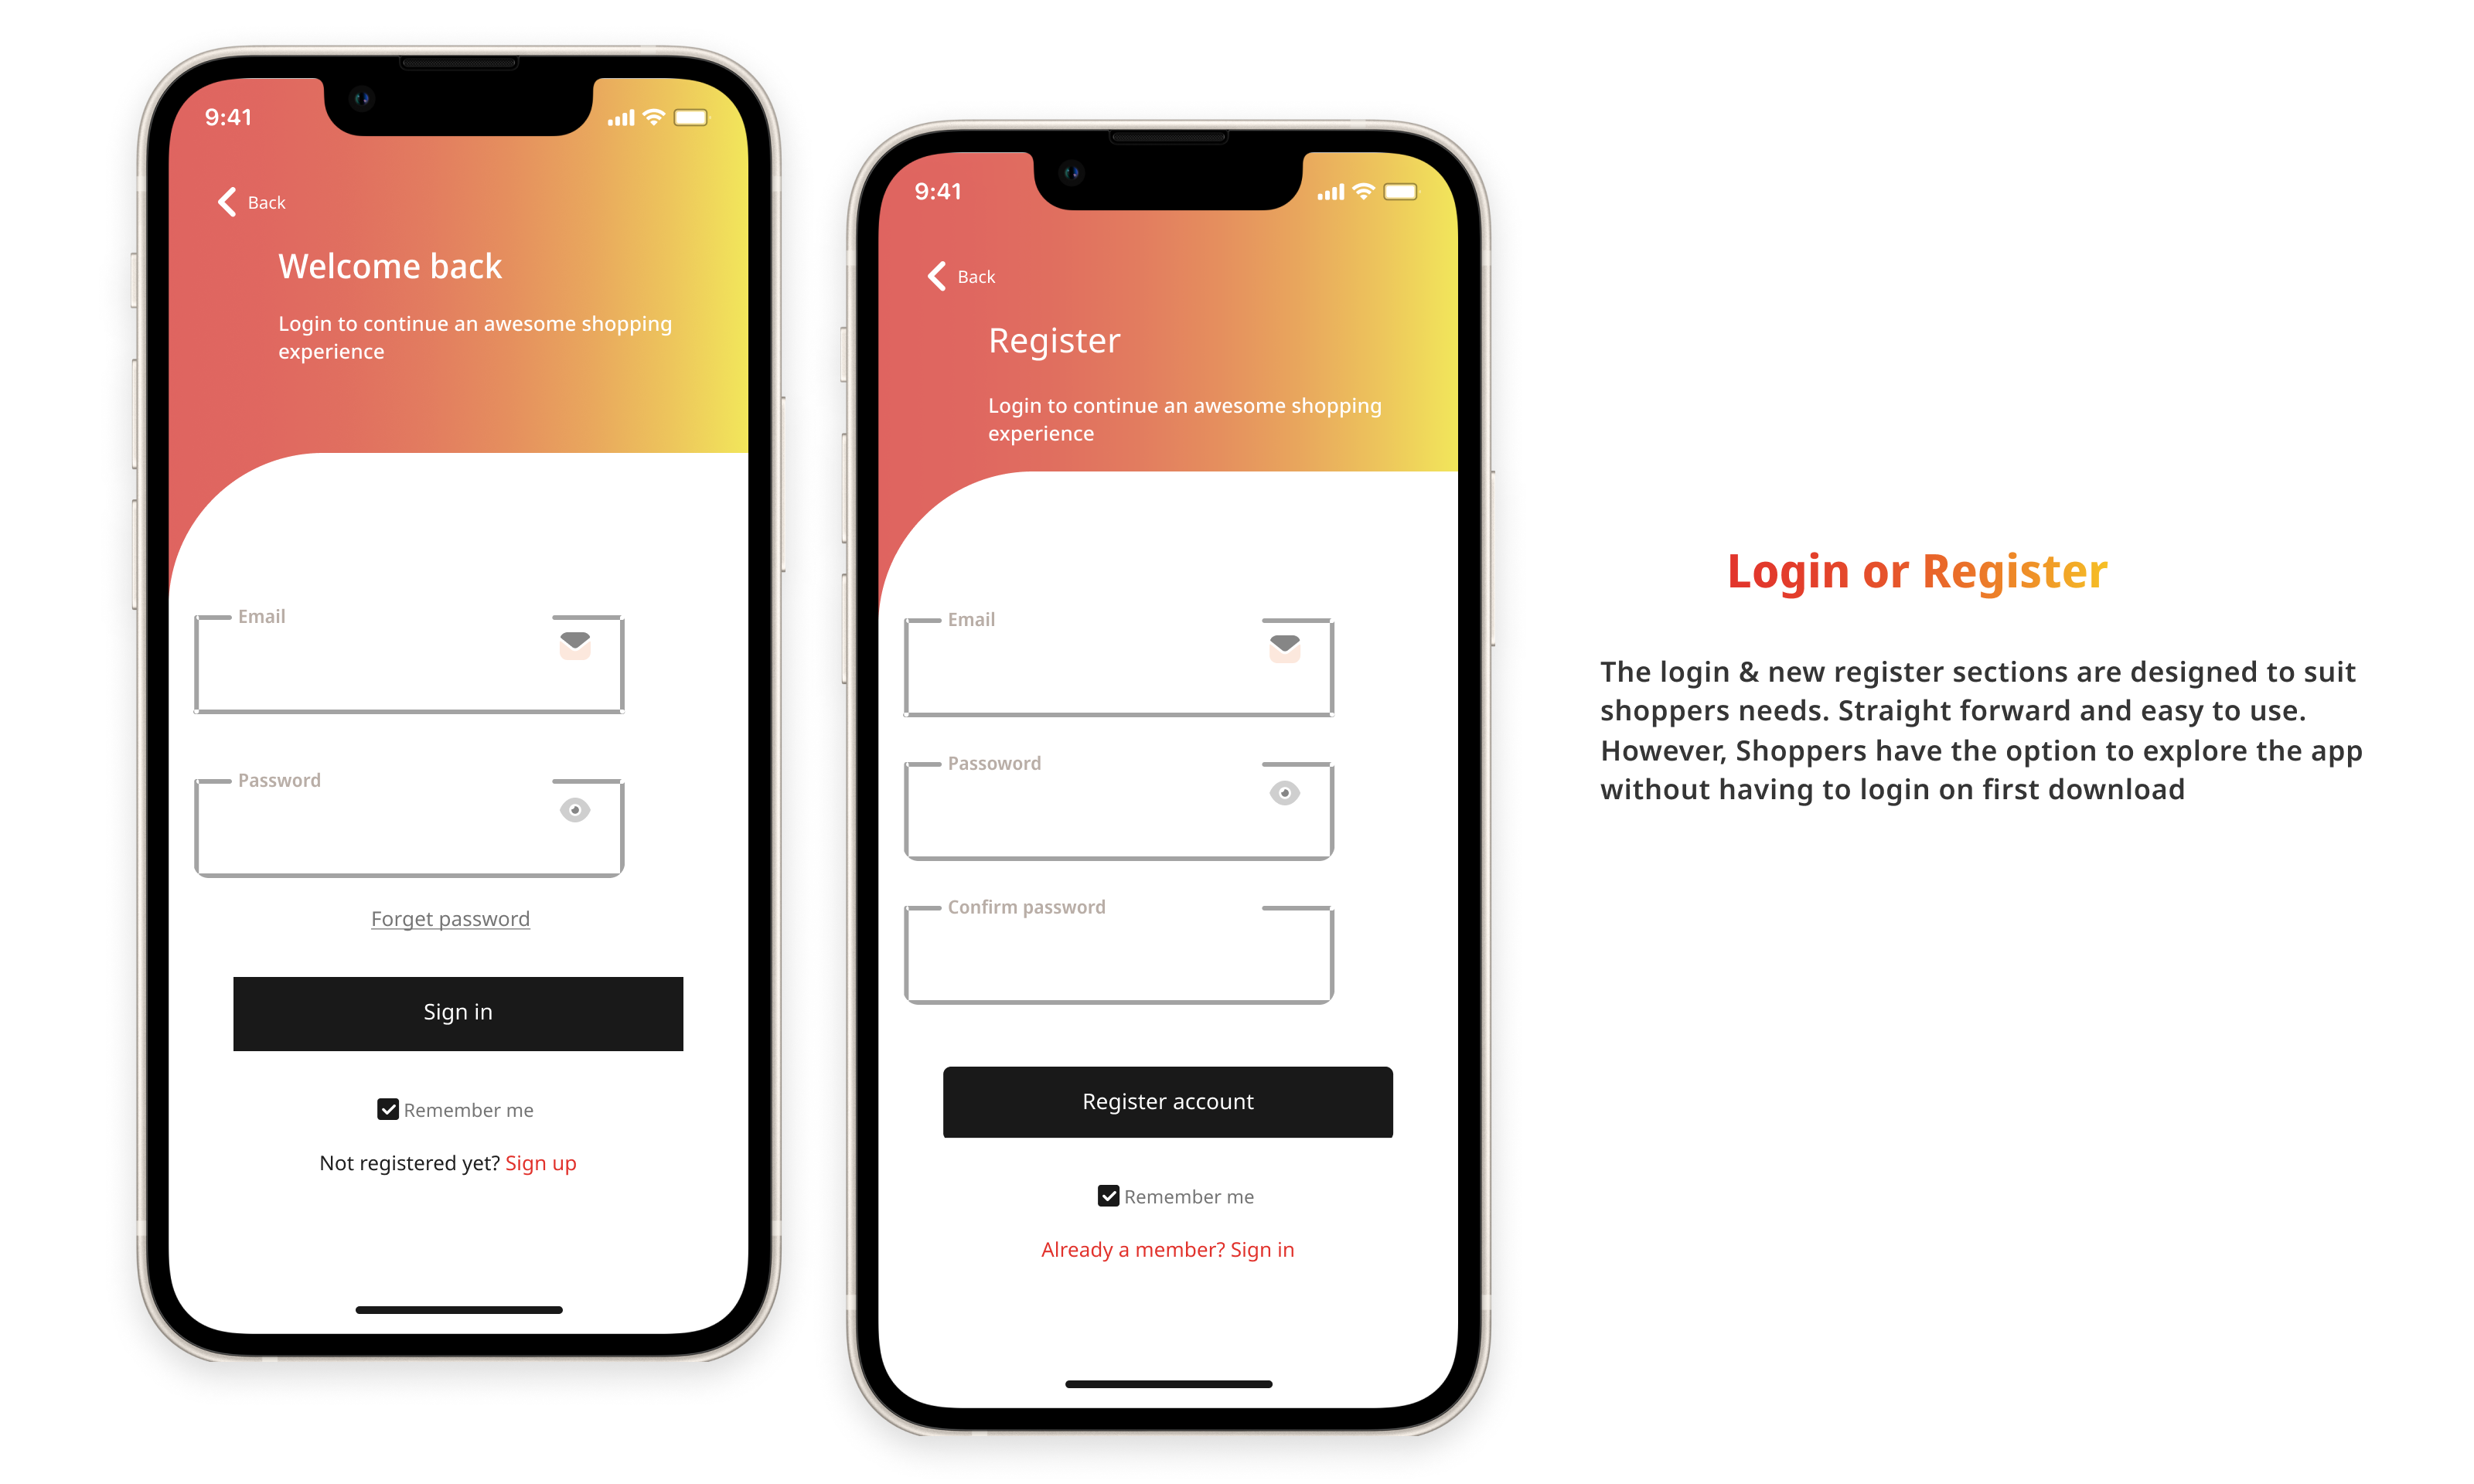 9:41
Back
Welcome back
Login to continue an awesome shopping
experience
Email
Password
Forget password
Sign in
Remember me
Not registered yet? Sign up
9:41
Back
Register
Login to continue an awesome shopping
experience
Email
Passoword
Confirm password
Register account
Remember me
Already a member? Sign in
Login or Register
The login & new register sections are designed to suit
shoppers needs. Straight forward and easy to use.
However, Shoppers have the option to explore the app
without having to login on first download